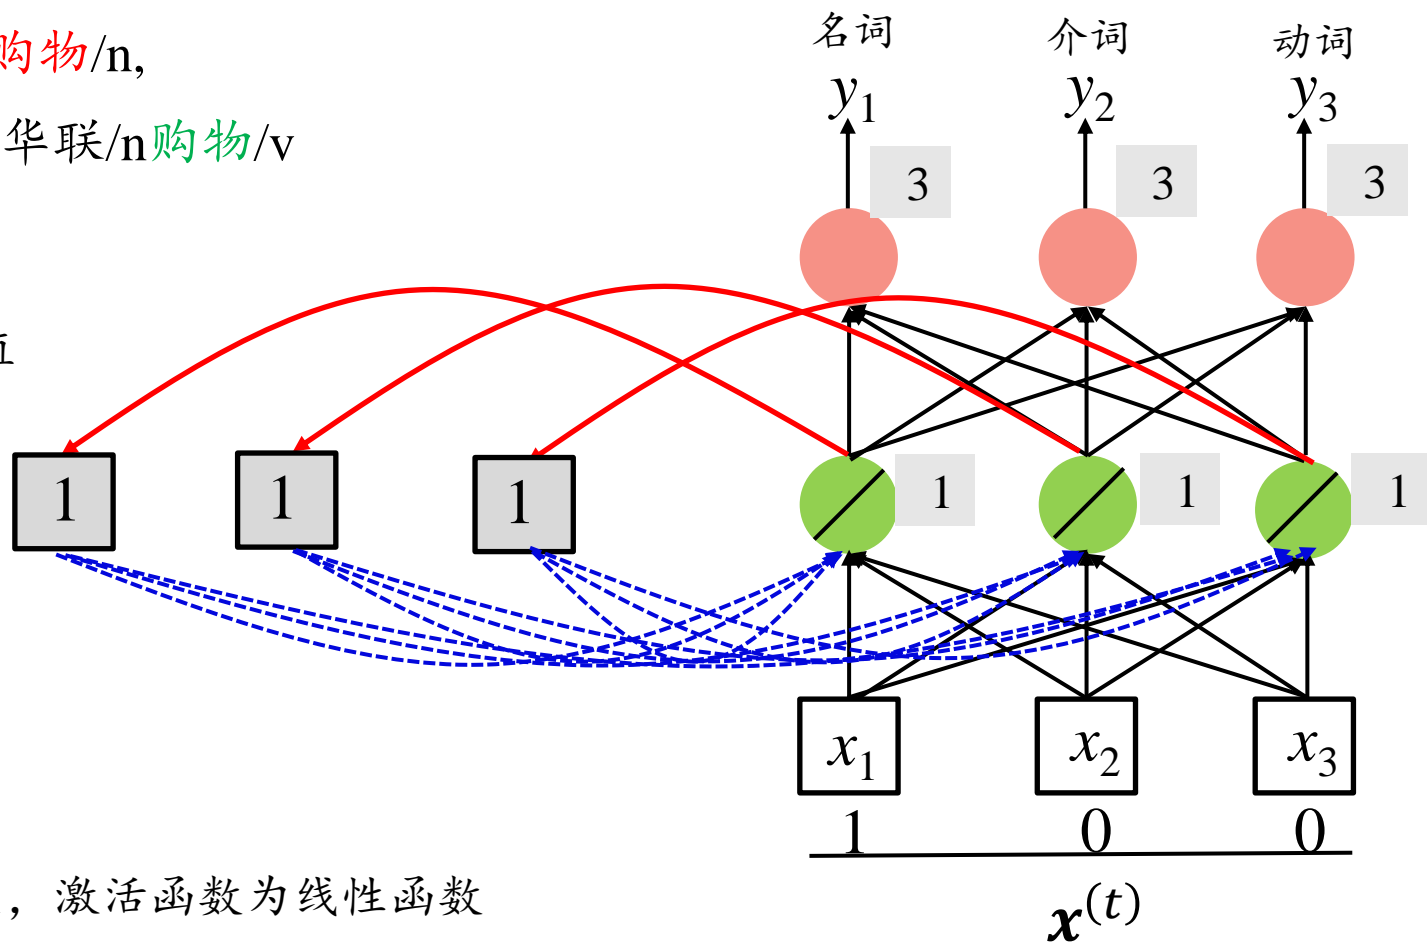 购物/n,
华联/n购物/v
名词 介词 动词
y₁ y₂ y₃
3 3 3
1 1 1 1 1 1
x₁ x₂ x₃
1 0 0
x⁽ᵗ⁾
,激活函数为线性函数